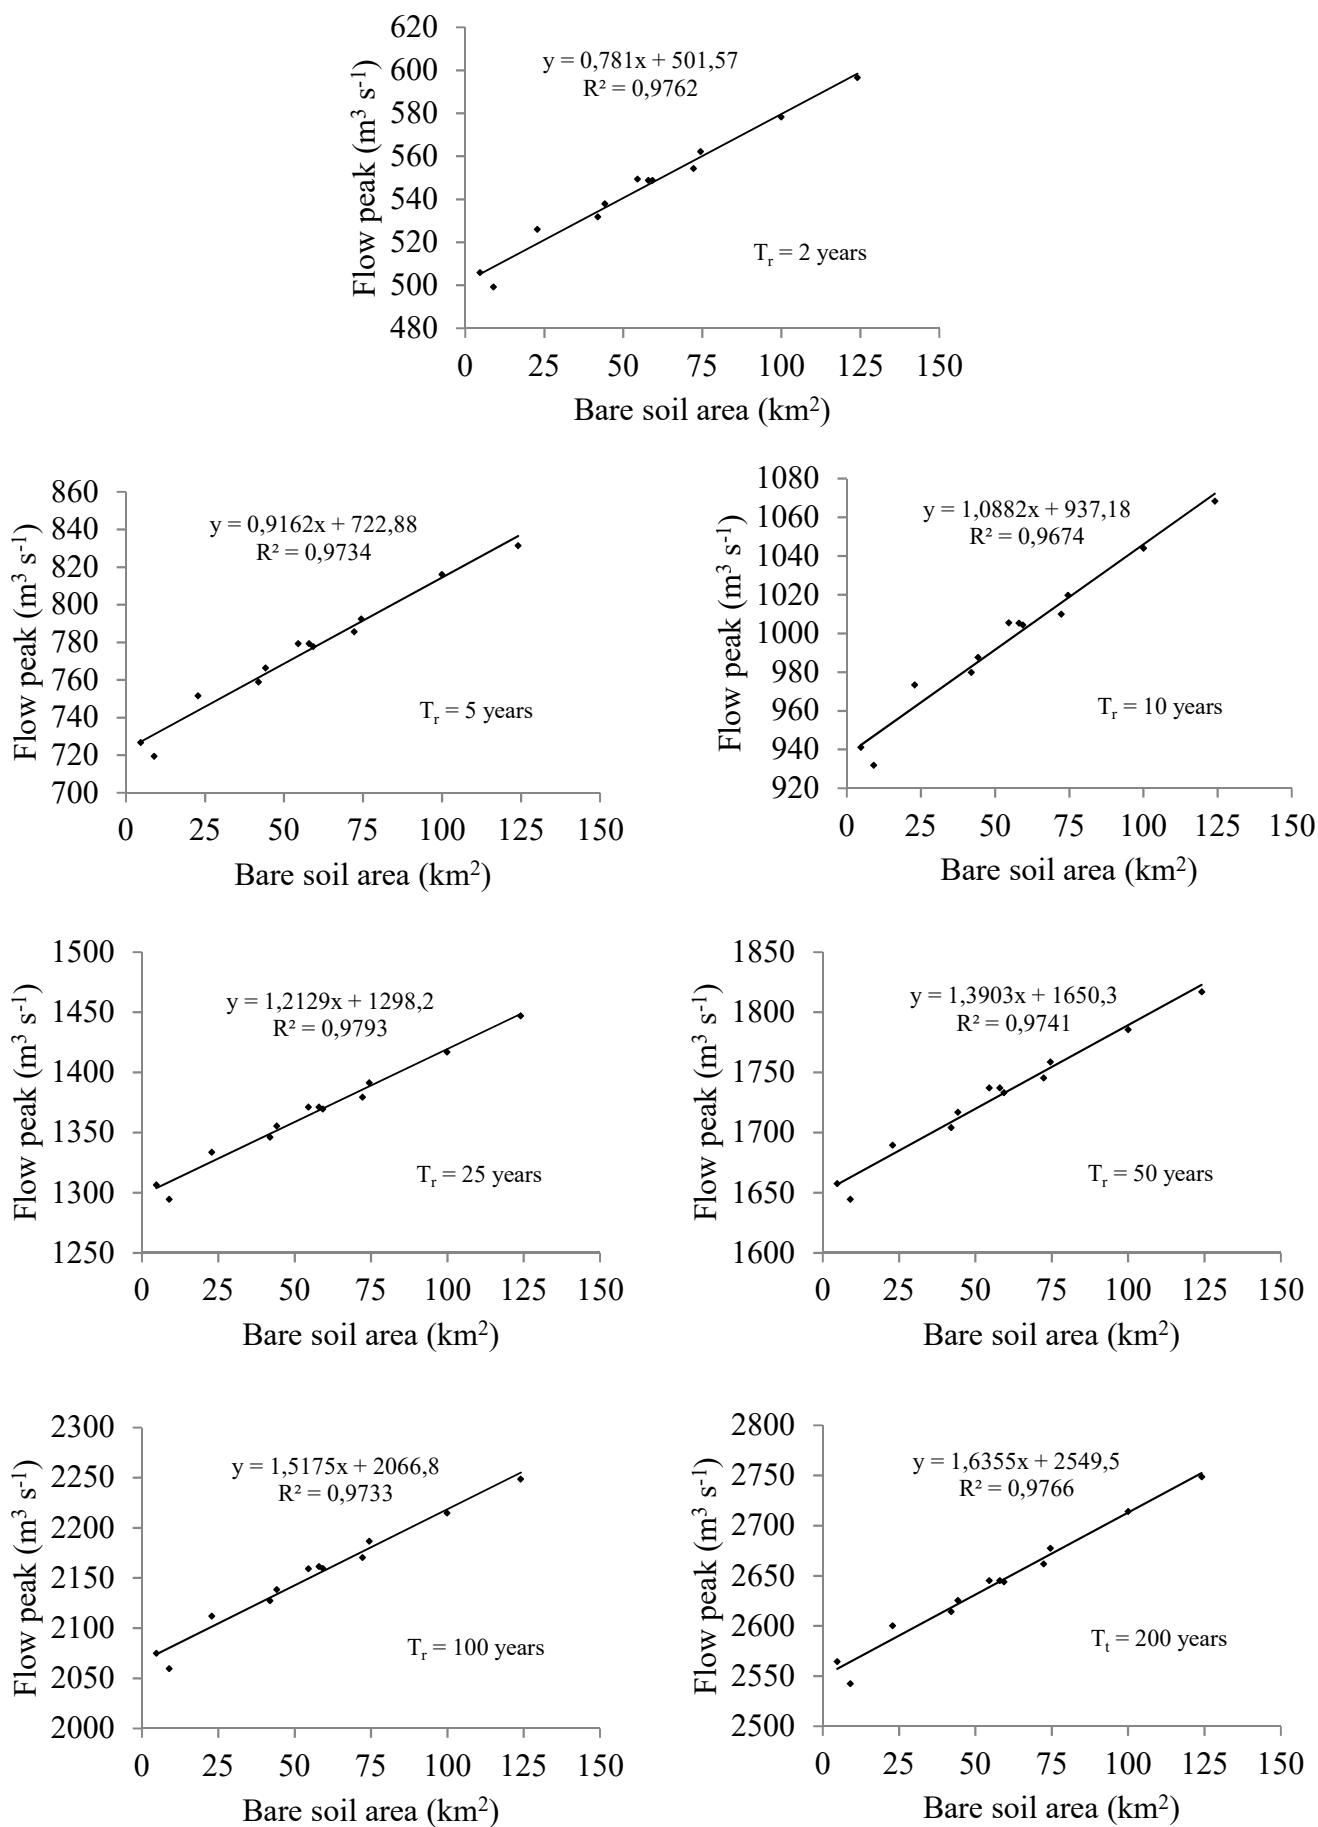 620
600
580
560
540
520
500
480
Flow peak (m³ s⁻¹)
y = 0,781x + 501,57
R² = 0,9762
Tᵣ = 2 years
0 25 50 75 100 125 150
Bare soil area (km²)
860
840
820
800
780
760
740
720
700
Flow peak (m³ s⁻¹)
y = 0,9162x + 722,88
R² = 0,9734
Tᵣ = 5 years
0 25 50 75 100 125 150
Bare soil area (km²)
1080
1060
1040
1020
1000
980
960
940
920
Flow peak (m³ s⁻¹)
y = 1,0882x + 937,18
R² = 0,9674
Tᵣ = 10 years
0 25 50 75 100 125 150
Bare soil area (km²)
1500
1450
1400
1350
1300
1250
Flow peak (m³ s⁻¹)
y = 1,2129x + 1298,2
R² = 0,9793
Tᵣ = 25 years
0 25 50 75 100 125 150
Bare soil area (km²)
1850
1800
1750
1700
1650
1600
Flow peak (m³ s⁻¹)
y = 1,3903x + 1650,3
R² = 0,9741
Tᵣ = 50 years
0 25 50 75 100 125 150
Bare soil area (km²)
2300
2250
2200
2150
2100
2050
2000
Flow peak (m³ s⁻¹)
y = 1,5175x + 2066,8
R² = 0,9733
Tᵣ = 100 years
0 25 50 75 100 125 150
Bare soil area (km²)
2800
2750
2700
2650
2600
2550
2500
Flow peak (m³ s⁻¹)
y = 1,6355x + 2549,5
R² = 0,9766
Tₜ = 200 years
0 25 50 75 100 125 150
Bare soil area (km²)